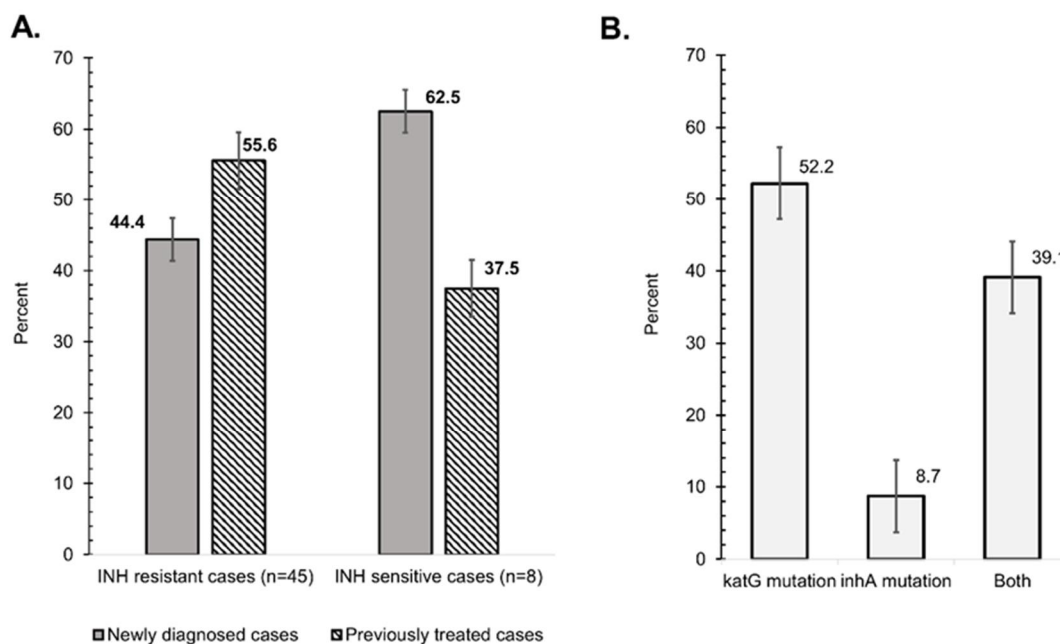 A.
70
60
50
40
30
20
10
0
Percent
44.4
55.6
62.5
37.5
INH resistant cases (n=45)
INH sensitive cases (n=8)
Newly diagnosed cases
Previously treated cases
B.
70
60
50
40
30
20
10
0
Percent
52.2
8.7
39.1
katG mutation
inhA mutation
Both